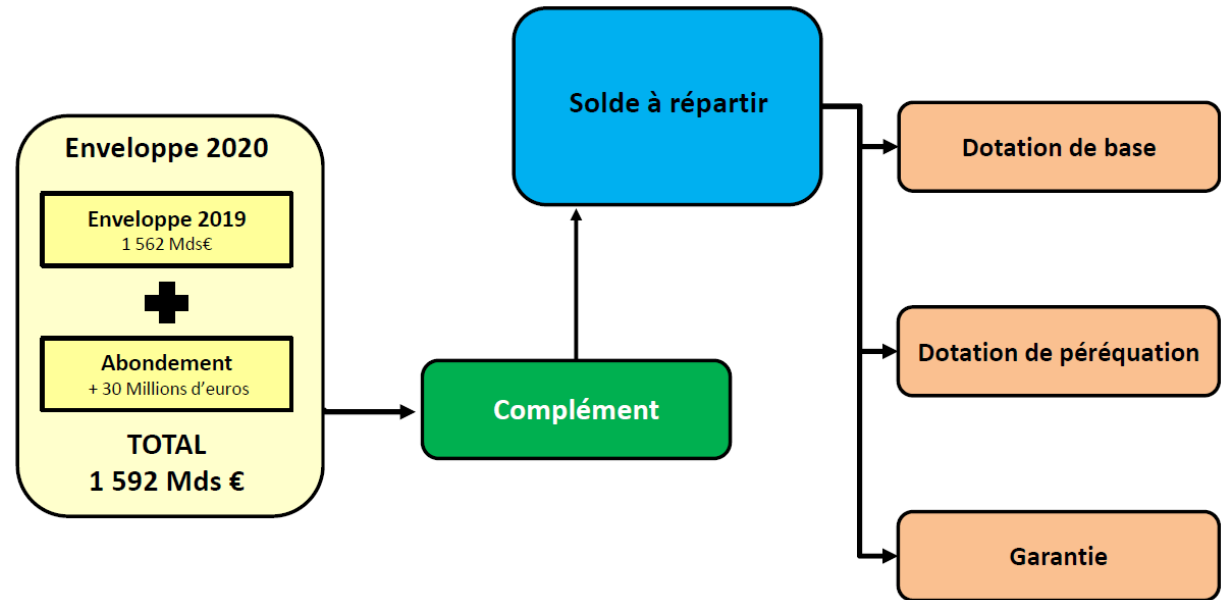 Enveloppe 2020
Enveloppe 2019
1 562 Mds€
Abondement
+ 30 Millions d’euros
TOTAL
1 592 Mds €
Complément
Solde à répartir
Dotation de base
Dotation de péréquation
Garantie